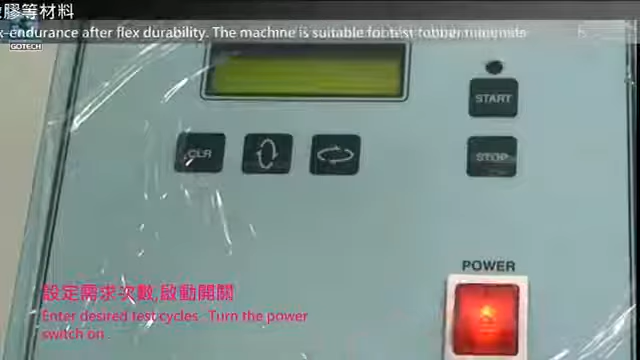 膠等材料
-endurance after flex durability. The machine is suitable for test rubber
GOTECH
START
CLR
STOP
POWER
設定需求次數,啟動開關
Enter desired test cycles. Turn the power
switch on.